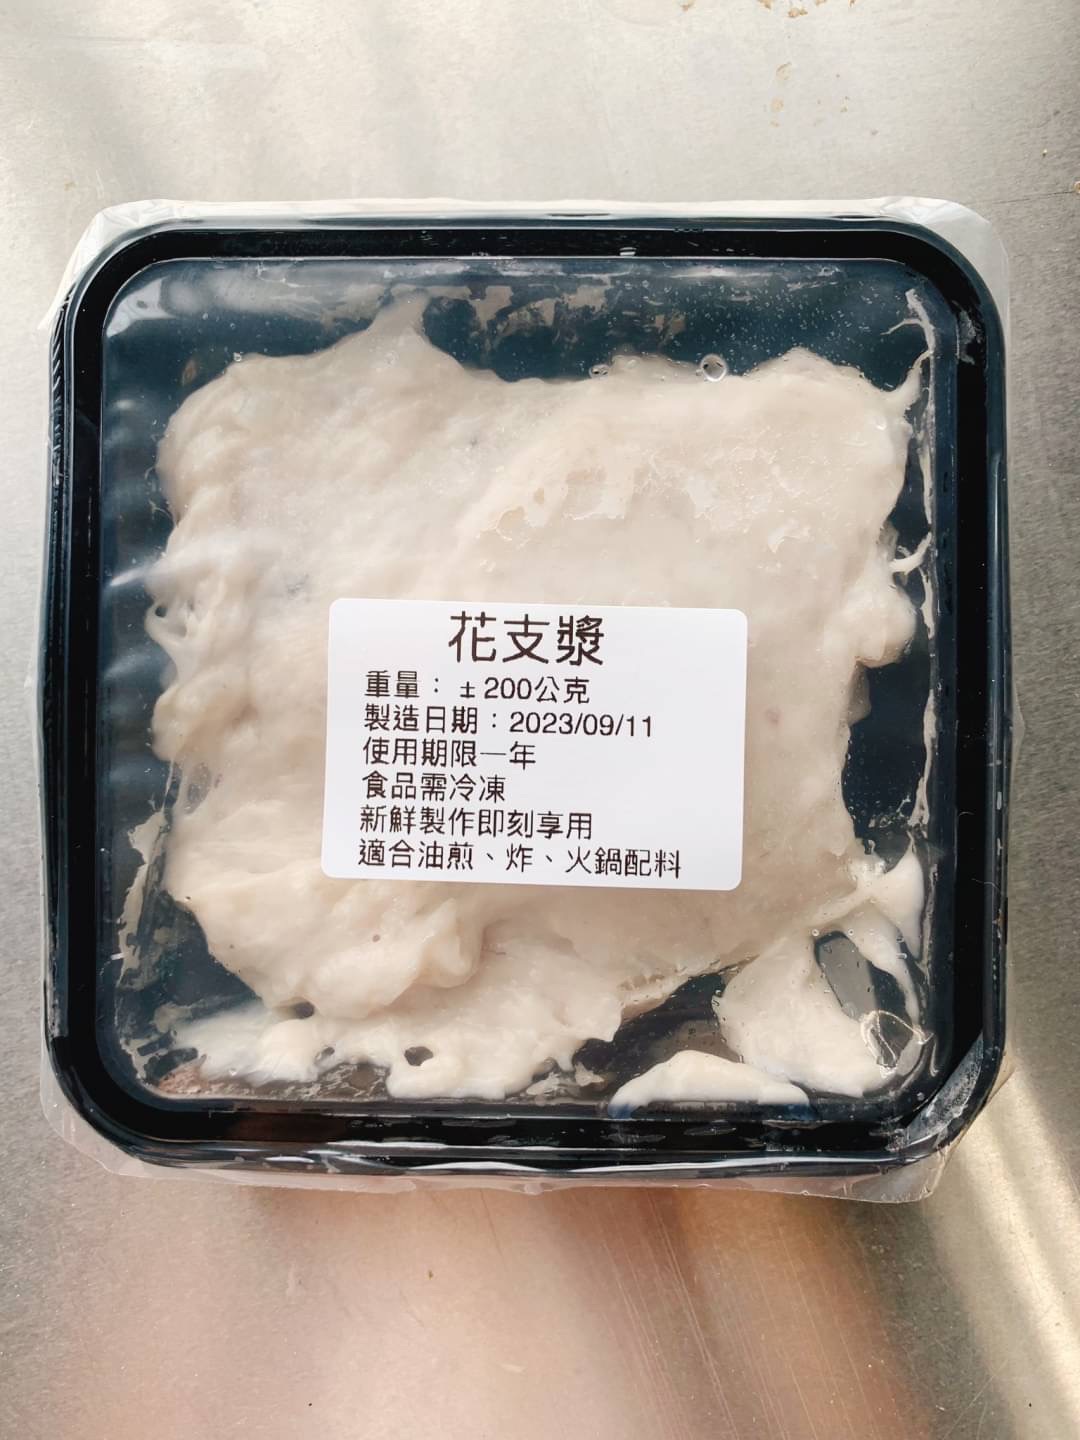 花支漿
重量：±200公克
製造日期：2023/09/11
使用期限一年
食品需冷凍
新鮮製作即刻享用
適合油煎、炸、火鍋配料